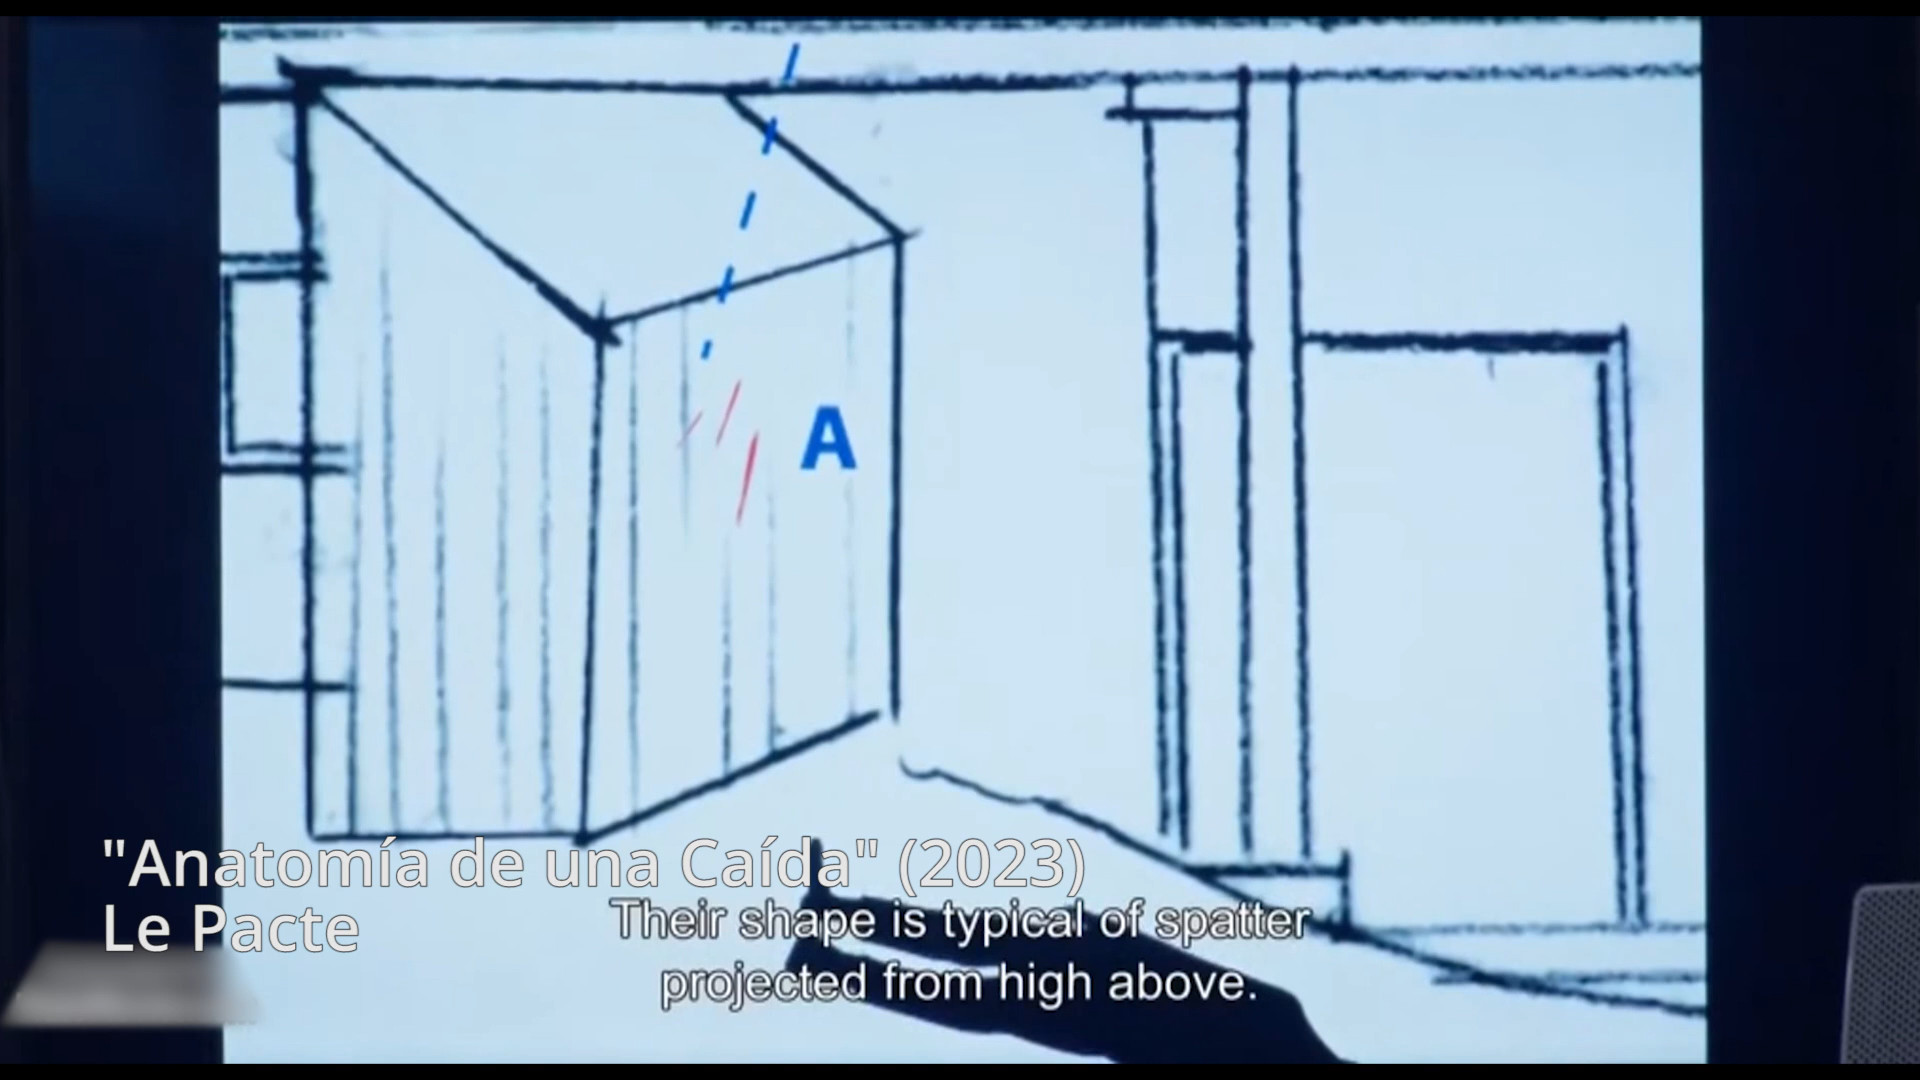 A
"Anatomía de una Caída" (2023)
Le Pacte
Their shape is typical of spatter
projected from high above.